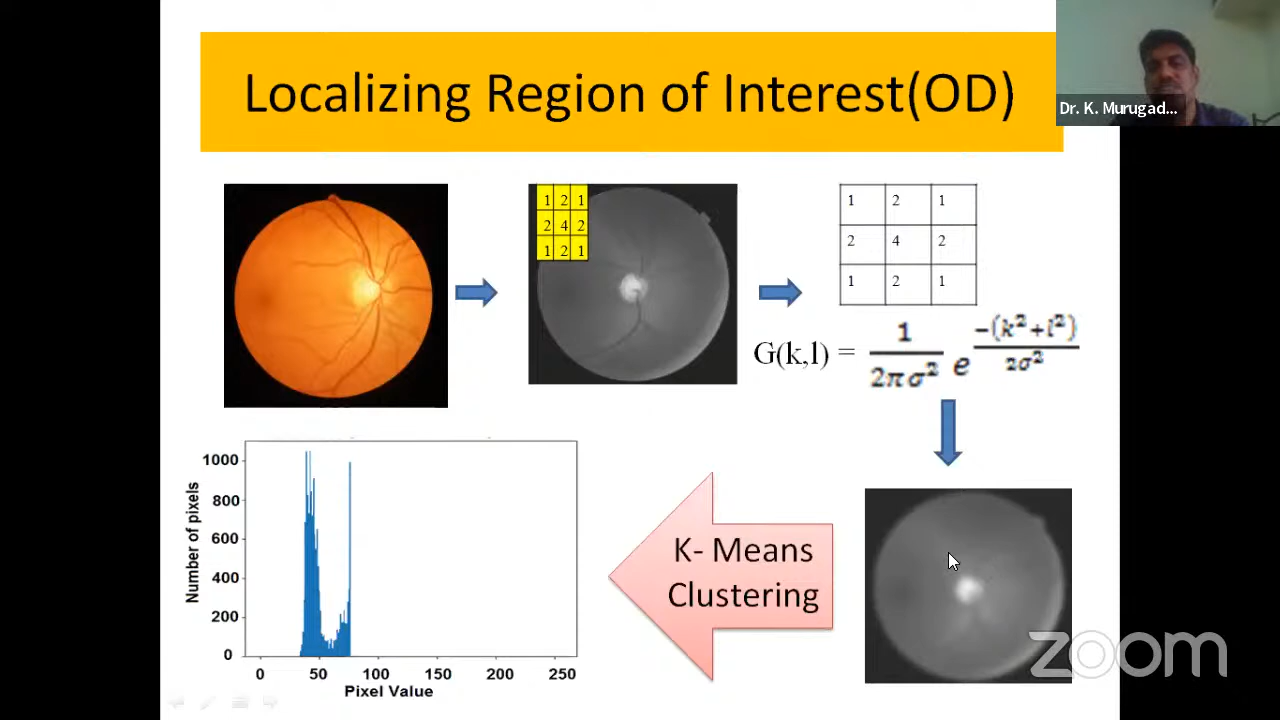 Localizing Region of Interest(OD)
Dr. K. Murugad...
1 2 1
2 4 2
1 2 1
1 2 1
2 4 2
1 2 1
G(k,l) = 1/2πσ² e -(k²+l²)/2σ²
1000
800
600
400
200
0
Number of pixels
0 50 100 150 200 250
Pixel Value
K- Means
Clustering
zoom